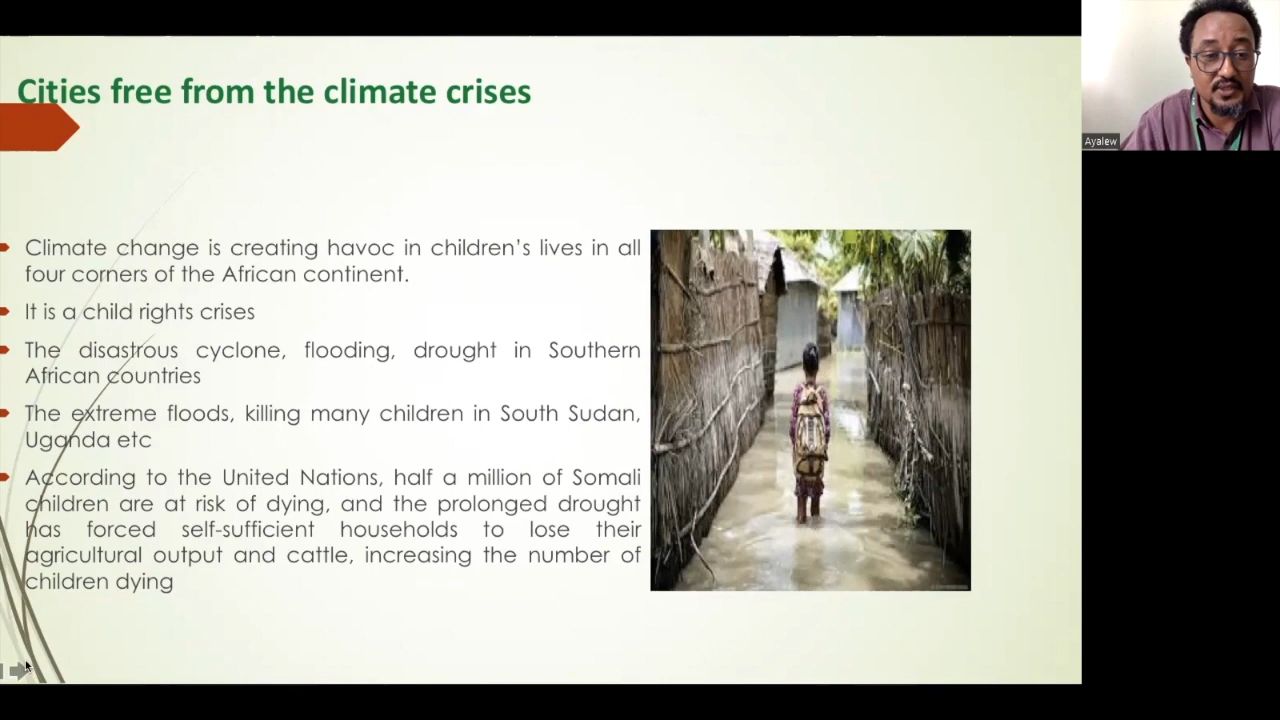 Cities free from the climate crises
Ayalew
Climate change is creating havoc in children's lives in all
four corners of the African continent.
It is a child rights crises
The disastrous cyclone, flooding, drought in Southern
African countries
The extreme floods, killing many children in South Sudan,
Uganda etc
According to the United Nations, half a million of Somali
children are at risk of dying, and the prolonged drought
has forced self-sufficient households to lose their
agricultural output and cattle, increasing the number of
children dying